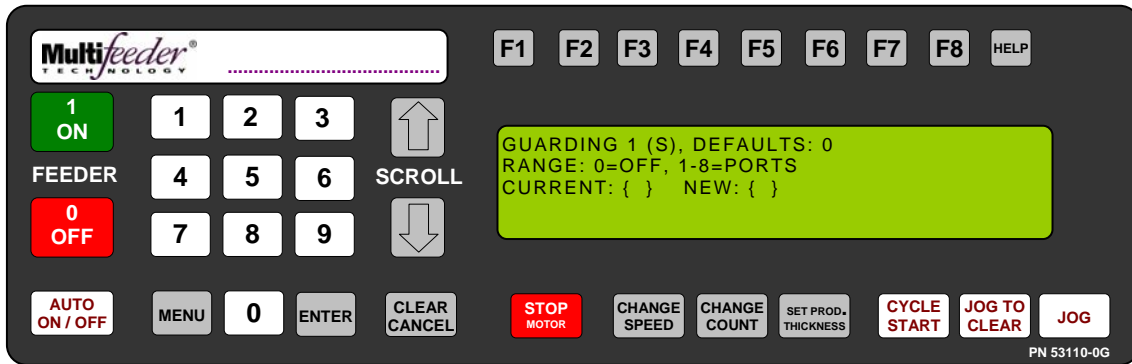 Multifeeder®
TECHNOLOGY
F1 F2 F3 F4 F5 F6 F7 F8 HELP
1
ON
FEEDER
0
OFF
1 2 3
4 5 6
7 8 9
SCROLL
GUARDING 1 (S), DEFAULTS: 0
RANGE: 0=OFF, 1-8=PORTS
CURRENT: { } NEW: { }
AUTO
ON / OFF
MENU
0
ENTER
CLEAR
CANCEL
STOP
MOTOR
CHANGE
SPEED
CHANGE
COUNT
SET PROD.
THICKNESS
CYCLE
START
JOG TO
CLEAR
JOG
PN 53110-0G